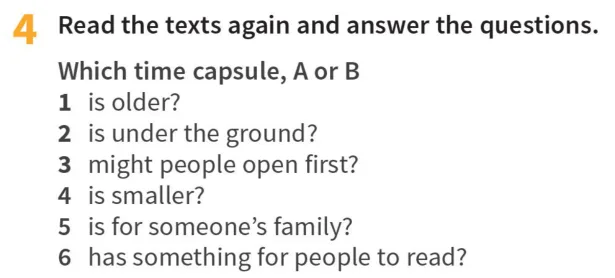 4 Read the texts again and answer the questions.
Which time capsule, A or B
1 is older?
2 is under the ground?
3 might people open first?
4 is smaller?
5 is for someone’s family?
6 has something for people to read?